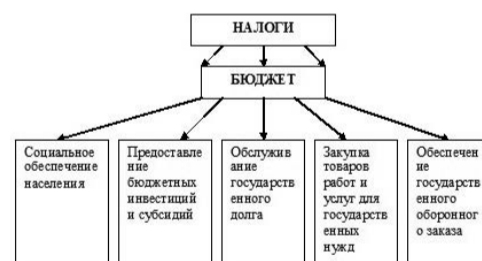 НАЛОГИ
БЮДЖЕТ
Социальное
обеспечение
населения
Предоставле
ние
бюджетных
инвестиций
и субсидий
Обслужив
ание
государств
енного
долга
Закупка
товаров
работ и
услуг для
государств
енных
нужд
Обеспечен
ие
государств
енного
оборонног
о заказа